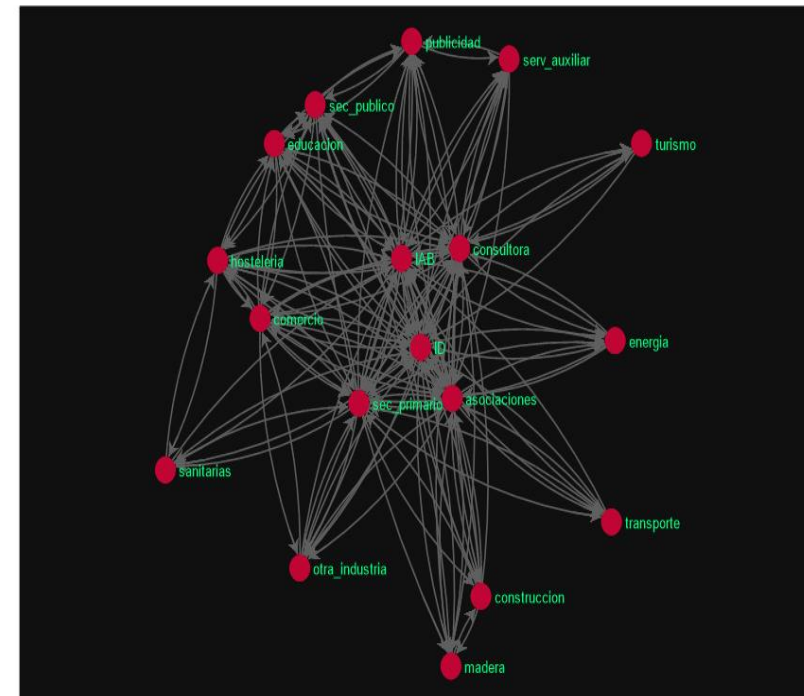 publicidad
serv_auxiliar
sec_publico
educacion
turismo
consultora
IAB
hosteleria
comercio
energia
ID
asociaciones
sec_primario
sanitarias
transporte
otra_industria
construccion
madera